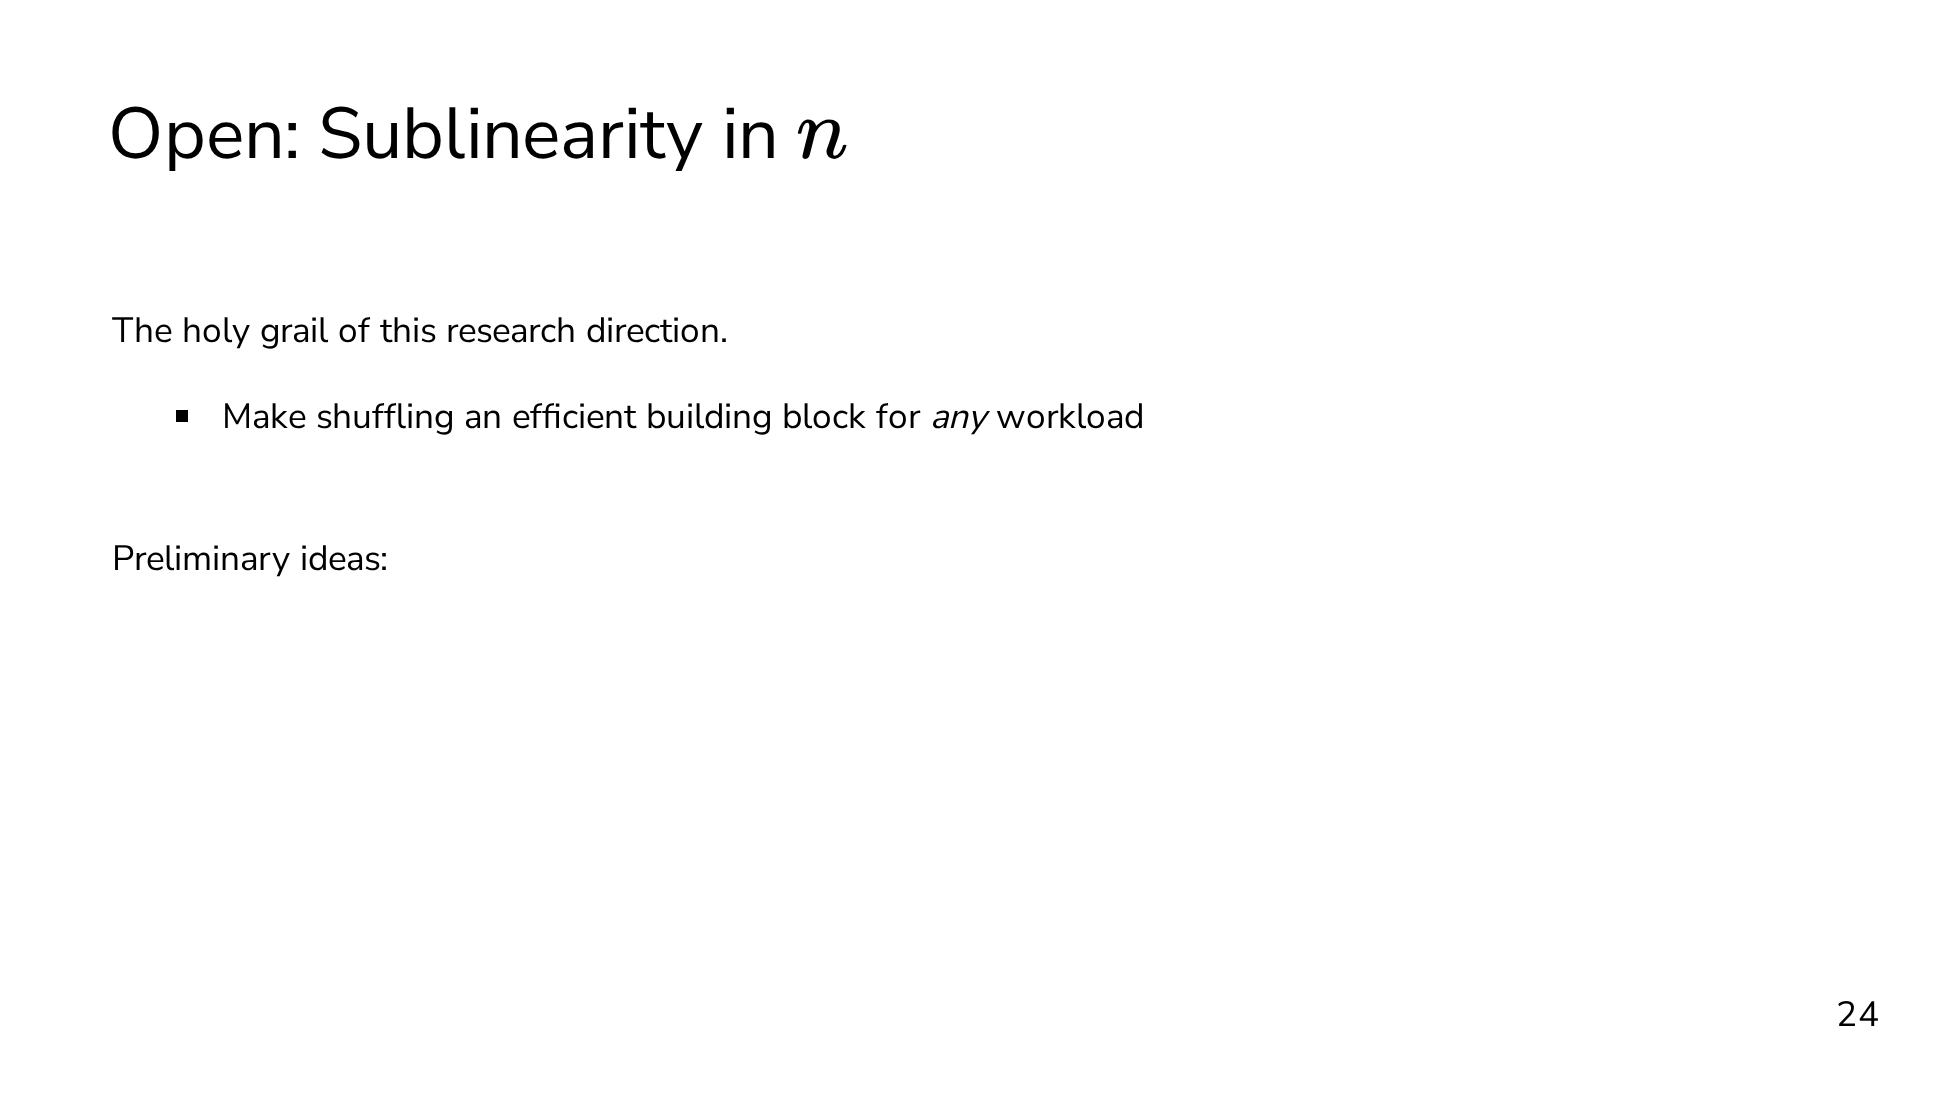 Open: Sublinearity in n
The holy grail of this research direction.
▪ Make shuffling an efficient building block for any workload
Preliminary ideas:
24